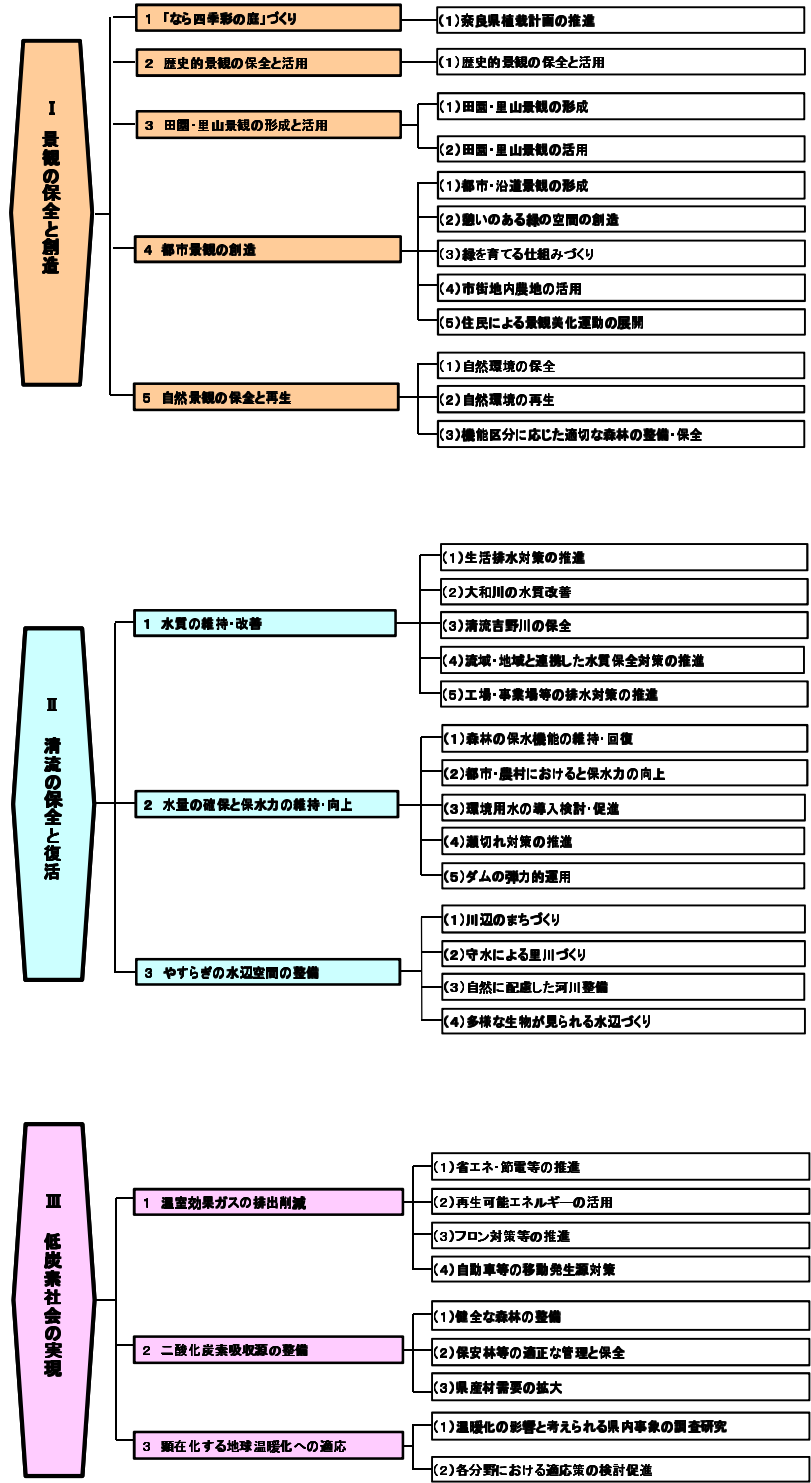 Ⅰ 景観の保全と創造
1 「なら四季彩の庭」づくり
(1)奈良県植栽計画の推進
2 歴史的景観の保全と活用
(1)歴史的景観の保全と活用
3 田園・里山景観の形成と活用
(1)田園・里山景観の形成
(2)田園・里山景観の活用
4 都市景観の創造
(1)都市・沿道景観の形成
(2)憩いのある緑の空間の創造
(3)緑を育てる仕組みづくり
(4)市街地内農地の活用
(5)住民による景観美化運動の展開
5 自然景観の保全と再生
(1)自然環境の保全
(2)自然環境の再生
(3)機能区分に応じた適切な森林の整備・保全
Ⅱ 清流の保全と復活
1 水質の維持・改善
(1)生活排水対策の推進
(2)大和川の水質改善
(3)清流吉野川の保全
(4)流域・地域と連携した水質保全対策の推進
(5)工場・事業場等の排水対策の推進
2 水量の確保と保水力の維持・向上
(1)森林の保水機能の維持・回復
(2)都市・農村におけると保水力の向上
(3)環境用水の導入検討・促進
(4)瀬切れ対策の推進
(5)ダムの弾力的運用
3 やすらぎの水辺空間の整備
(1)川辺のまちづくり
(2)守水による里川づくり
(3)自然に配慮した河川整備
(4)多様な生物が見られる水辺づくり
Ⅲ 低炭素社会の実現
1 温室効果ガスの排出削減
(1)省エネ・節電等の推進
(2)再生可能エネルギーの活用
(3)フロン対策等の推進
(4)自動車等の移動発生源対策
2 二酸化炭素吸収源の整備
(1)健全な森林の整備
(2)保安林等の適正な管理と保全
(3)県産材需要の拡大
3 顕在化する地球温暖化への適応
(1)温暖化の影響と考えられる県内事象の調査研究
(2)各分野における適応策の検討促進